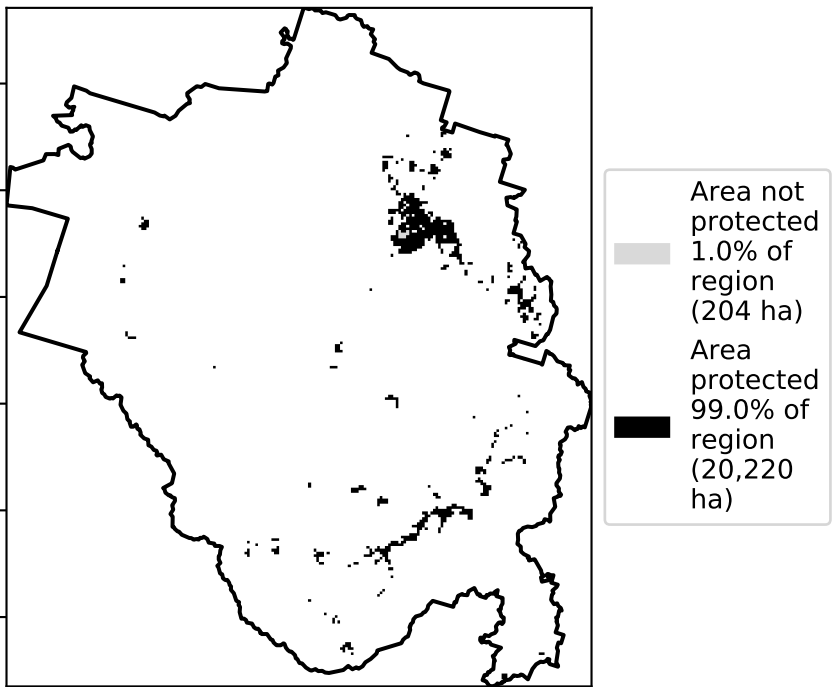 Area not
protected
1.0% of
region
(204 ha)
Area
protected
99.0% of
region
(20,220
ha)